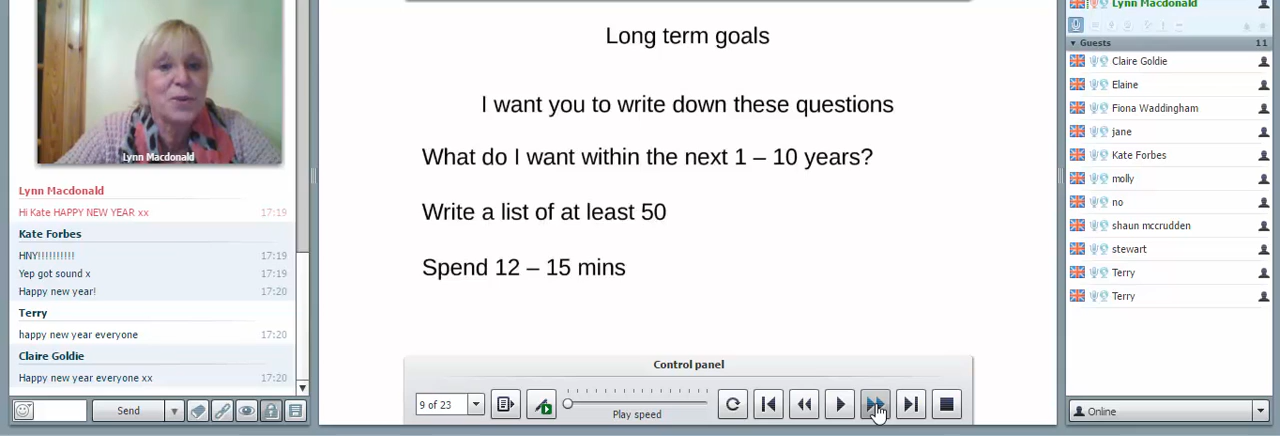 Lynn Macdonald
Lynn Macdonald
Hi Kate HAPPY NEW YEAR xx 17:19
Kate Forbes
HNY!!!!!!!!!! 17:19
Yep got sound x 17:19
Happy new year! 17:20
Terry
happy new year everyone 17:20
Claire Goldie
Happy new year everyone xx 17:20
Send
Long term goals
I want you to write down these questions
What do I want within the next 1 – 10 years?
Write a list of at least 50
Spend 12 – 15 mins
Control panel
9 of 23
Play speed
Lynn Macdonald
Guests 11
Claire Goldie
Elaine
Fiona Waddingham
jane
Kate Forbes
molly
no
shaun mccrudden
stewart
Terry
Terry
Online